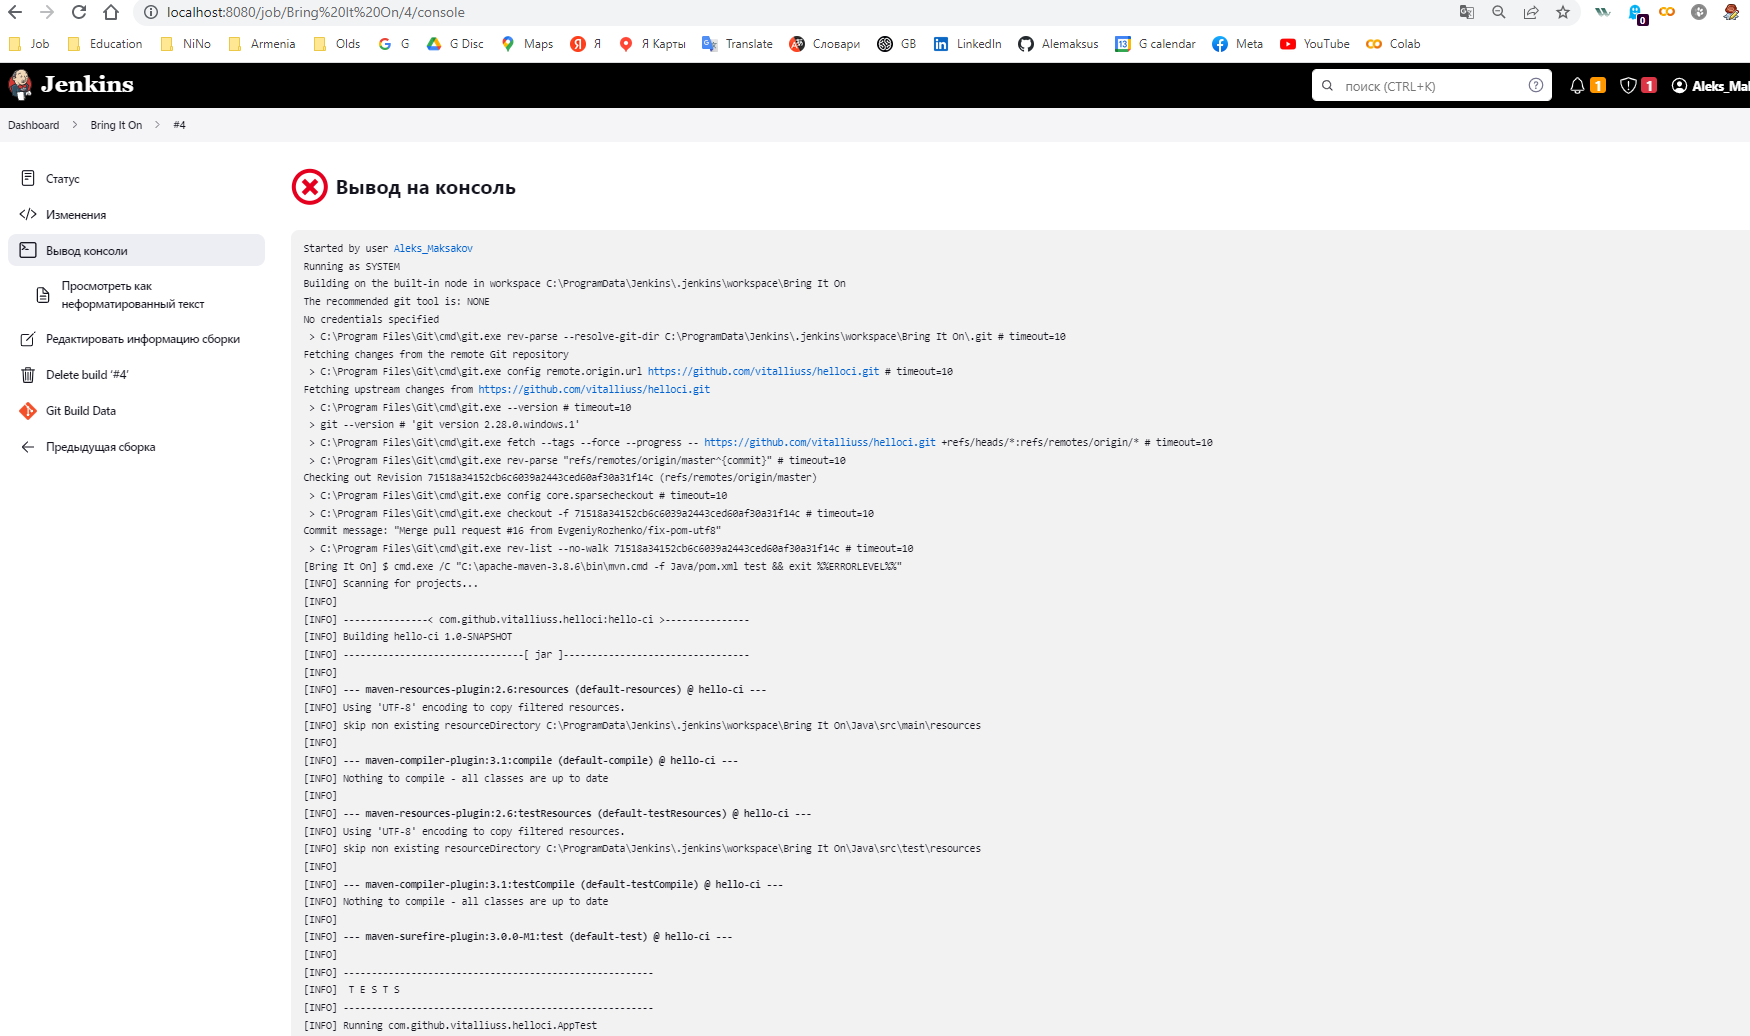 localhost:8080/job/Bring%20It%20On/4/console
0
Job Education NiNo Armenia Olds G G Disc Maps Я Я Карты Translate Словари GB LinkedIn Alemaksus G calendar Meta YouTube Colab
Jenkins поиск (CTRL+K) 1 1 Aleks_Mal
Dashboard > Bring It On > #4
Статус
Изменения
Вывод консоли
Просмотреть как
неформатированный текст
Редактировать информацию сборки
Delete build ‘#4’
Git Build Data
Предыдущая сборка
Вывод на консоль
Started by user Aleks_Maksakov
Running as SYSTEM
Building on the built-in node in workspace C:\ProgramData\Jenkins\.jenkins\workspace\Bring It On
The recommended git tool is: NONE
No credentials specified
> C:\Program Files\Git\cmd\git.exe rev-parse --resolve-git-dir C:\ProgramData\Jenkins\.jenkins\workspace\Bring It On\.git # timeout=10
Fetching changes from the remote Git repository
> C:\Program Files\Git\cmd\git.exe config remote.origin.url https://github.com/vitalliuss/helloci.git # timeout=10
Fetching upstream changes from https://github.com/vitalliuss/helloci.git
> C:\Program Files\Git\cmd\git.exe --version # timeout=10
> git --version # 'git version 2.28.0.windows.1'
> C:\Program Files\Git\cmd\git.exe fetch --tags --force --progress -- https://github.com/vitalliuss/helloci.git +refs/heads/*:refs/remotes/origin/* # timeout=10
> C:\Program Files\Git\cmd\git.exe rev-parse "refs/remotes/origin/master^{commit}" # timeout=10
Checking out Revision 71518a34152cb6c6039a2443ced60af30a31f14c (refs/remotes/origin/master)
> C:\Program Files\Git\cmd\git.exe config core.sparsecheckout # timeout=10
> C:\Program Files\Git\cmd\git.exe checkout -f 71518a34152cb6c6039a2443ced60af30a31f14c # timeout=10
Commit message: "Merge pull request #16 from EvgeniyRozhenko/fix-pom-utf8"
> C:\Program Files\Git\cmd\git.exe rev-list --no-walk 71518a34152cb6c6039a2443ced60af30a31f14c # timeout=10
[Bring It On] $ cmd.exe /C "C:\apache-maven-3.8.6\bin\mvn.cmd -f Java/pom.xml test && exit %%ERRORLEVEL%%"
[INFO] Scanning for projects...
[INFO]
[INFO] ---------------< com.github.vitalliuss.helloci:hello-ci >---------------
[INFO] Building hello-ci 1.0-SNAPSHOT
[INFO] --------------------------------[ jar ]---------------------------------
[INFO]
[INFO] --- maven-resources-plugin:2.6:resources (default-resources) @ hello-ci ---
[INFO] Using 'UTF-8' encoding to copy filtered resources.
[INFO] skip non existing resourceDirectory C:\ProgramData\Jenkins\.jenkins\workspace\Bring It On\Java\src\main\resources
[INFO]
[INFO] --- maven-compiler-plugin:3.1:compile (default-compile) @ hello-ci ---
[INFO] Nothing to compile - all classes are up to date
[INFO]
[INFO] --- maven-resources-plugin:2.6:testResources (default-testResources) @ hello-ci ---
[INFO] Using 'UTF-8' encoding to copy filtered resources.
[INFO] skip non existing resourceDirectory C:\ProgramData\Jenkins\.jenkins\workspace\Bring It On\Java\src\test\resources
[INFO]
[INFO] --- maven-compiler-plugin:3.1:testCompile (default-testCompile) @ hello-ci ---
[INFO] Nothing to compile - all classes are up to date
[INFO]
[INFO] --- maven-surefire-plugin:3.0.0-M1:test (default-test) @ hello-ci ---
[INFO]
[INFO] -------------------------------------------------------
[INFO] T E S T S
[INFO] -------------------------------------------------------
[INFO] Running com.github.vitalliuss.helloci.AppTest